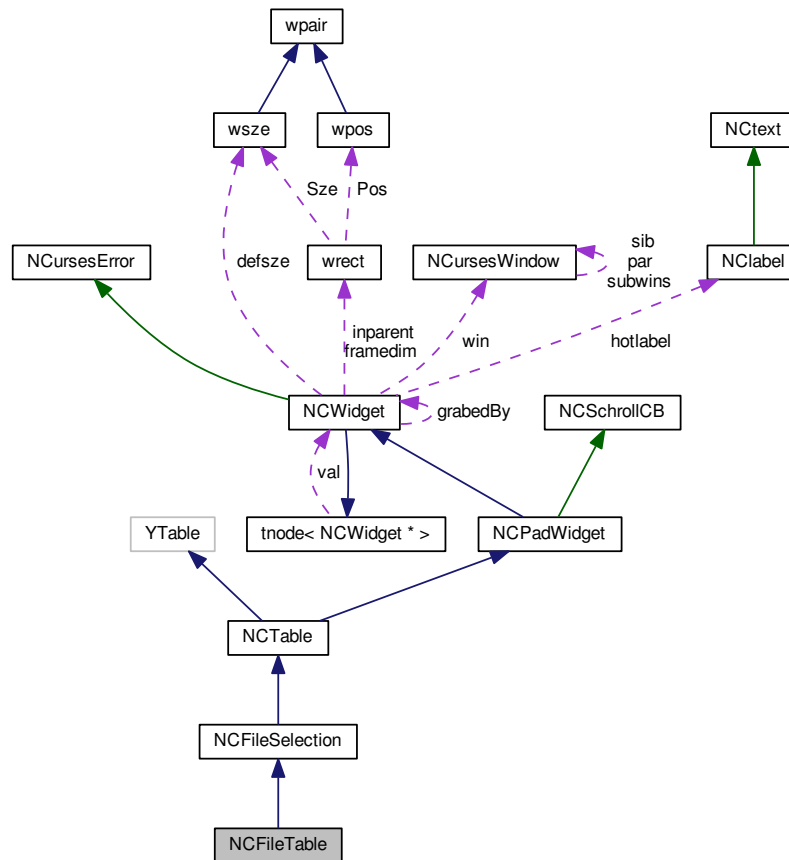 wpair
wsze
wpos
NCtext
Sze
Pos
NCursesError
defsze
wrect
NCursesWindow
sib
par
subwins
NClabel
inparent
framedim
win
hotlabel
NCWidget
grabedBy
NCSchrollCB
val
YTable
tnode< NCWidget * >
NCPadWidget
NCTable
NCFileSelection
NCFileTable